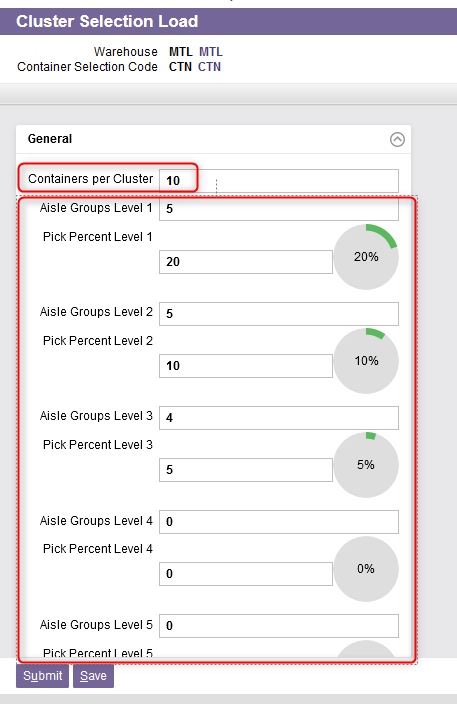 Cluster Selection Load
Warehouse MTL MTL
Container Selection Code CTN CTN
General
Containers per Cluster 10
Aisle Groups Level 1 5
Pick Percent Level 1
20 20%
Aisle Groups Level 2 5
Pick Percent Level 2
10 10%
Aisle Groups Level 3 4
Pick Percent Level 3
5 5%
Aisle Groups Level 4 0
Pick Percent Level 4
0 0%
Aisle Groups Level 5 0
Pick Percent Level 5
Submit Save